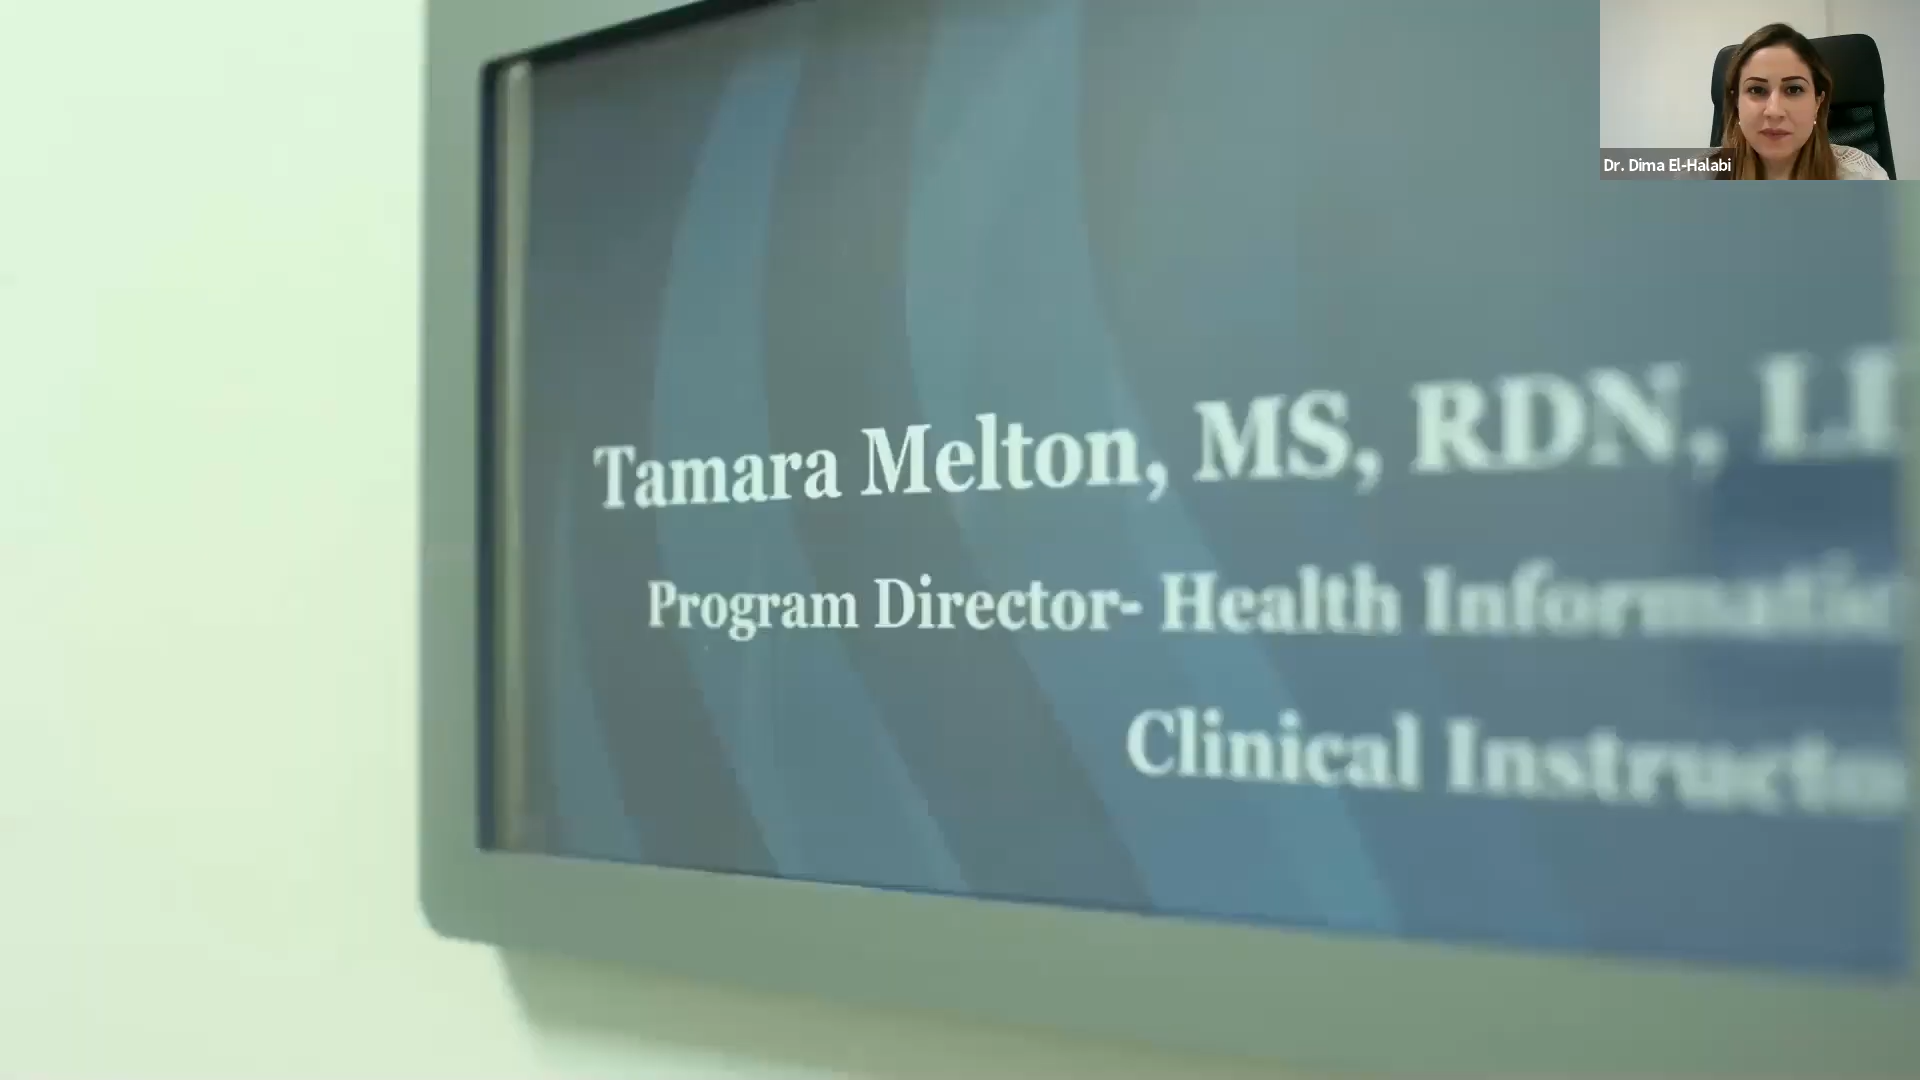 Dr. Dima El-Halabi
Tamara Melton, MS, RDN,
Program Director- Health
Clinical